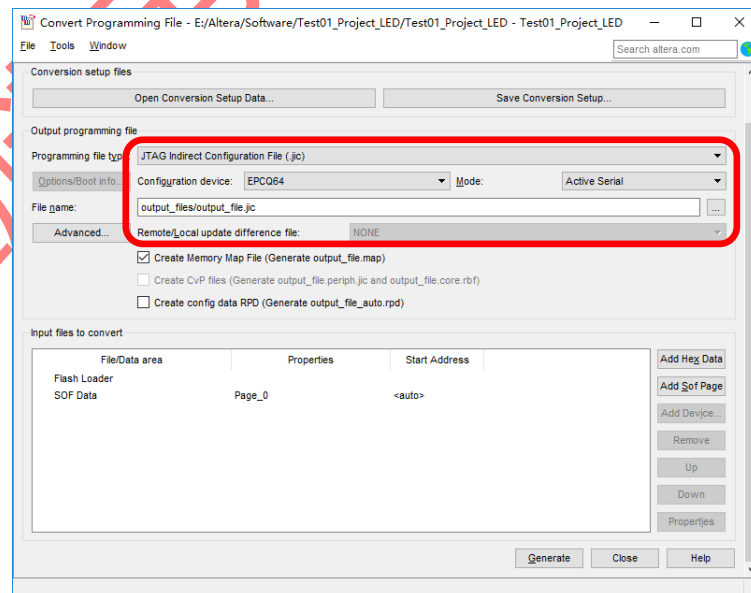 Convert Programming File - E:/Altera/Software/Test01_Project_LED/Test01_Project_LED - Test01_Project_LED
File Tools Window
Search altera.com
Conversion setup files
Open Conversion Setup Data... Save Conversion Setup...
Output programming file
Programming file type: JTAG Indirect Configuration File (.jic)
Options/Boot info... Configuration device: EPCQ64 Mode: Active Serial
File name: output_files/output_file.jic ...
Advanced... Remote/Local update difference file: NONE
Create Memory Map File (Generate output_file.map)
Create CvP files (Generate output_file.periph.jic and output_file.core.rbf)
Create config data RPD (Generate output_file_auto.rpd)
Input files to convert
File/Data area Properties Start Address
Add Hex Data
Flash Loader
Add Sof Page
SOF Data Page_0 <auto>
Add Device...
Remove
Up
Down
Properties
Generate Close Help